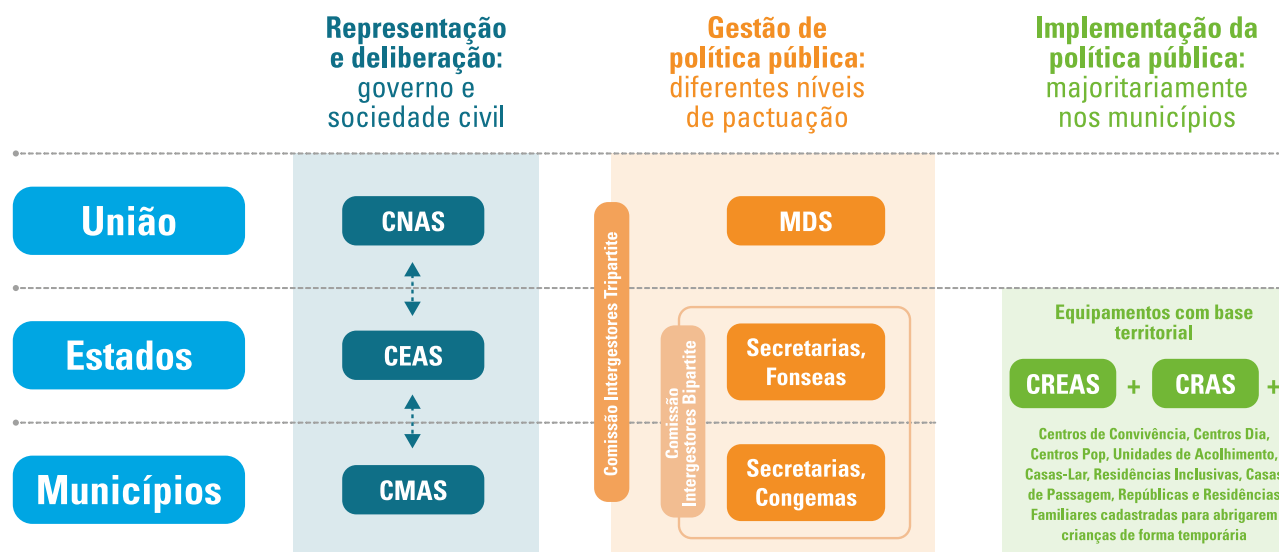 Representação
e deliberação:
governo e
sociedade civil
Gestão de
política pública:
diferentes níveis
de pactuação
Implementação da
política pública:
majoritariamente
nos municípios
União
CNAS
MDS
Comissão Intergestores Tripartite
Estados
CEAS
Comissão
Intergestores Bipartite
Secretarias,
Fonseas
Equipamentos com base
territorial
CREAS + CRAS +
Municípios
CMAS
Secretarias,
Congemas
Centros de Convivência, Centros Dia,
Centros Pop, Unidades de Acolhimento,
Casas-Lar, Residências Inclusivas, Casas
de Passagem, Repúblicas e Residências
Familiares cadastradas para abrigarem
crianças de forma temporária